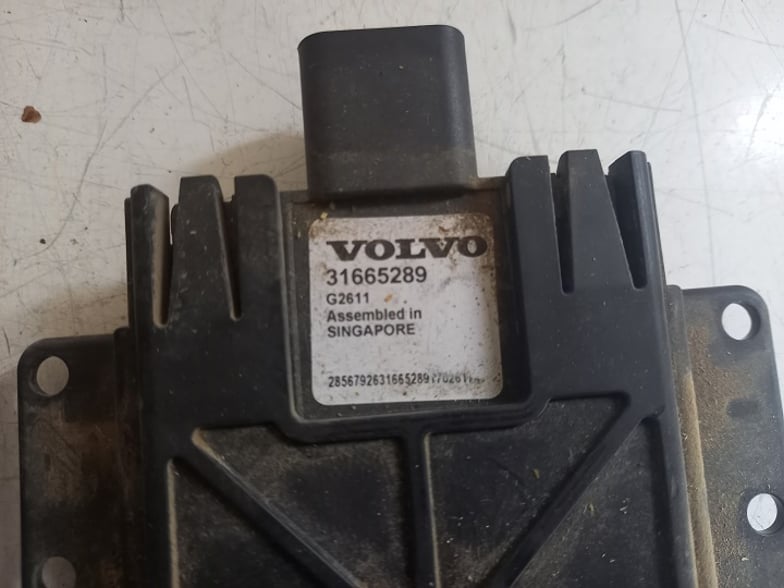 VOLVO
31665289
G2611
Assembled in
SINGAPORE